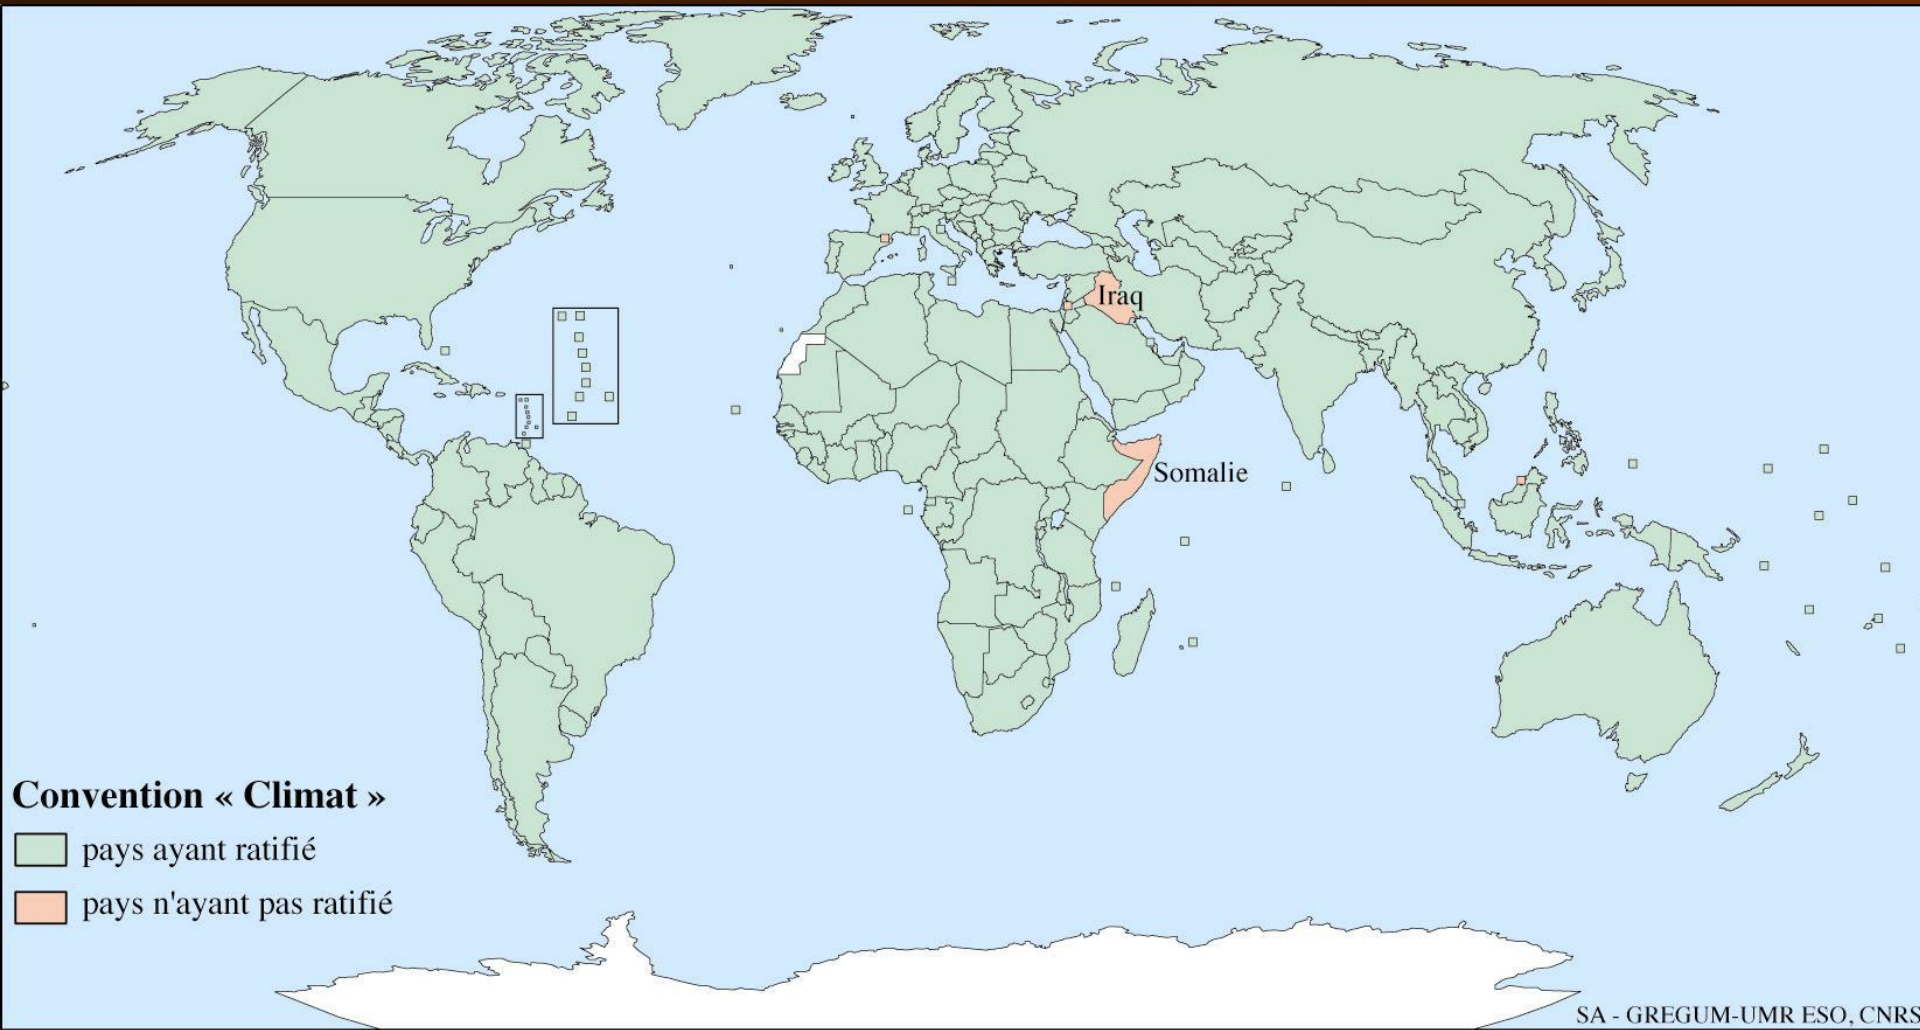 Iraq
Somalie
Convention « Climat »
pays ayant ratifié
pays n'ayant pas ratifié
SA - GREGUM-UMR ESO, CNRS